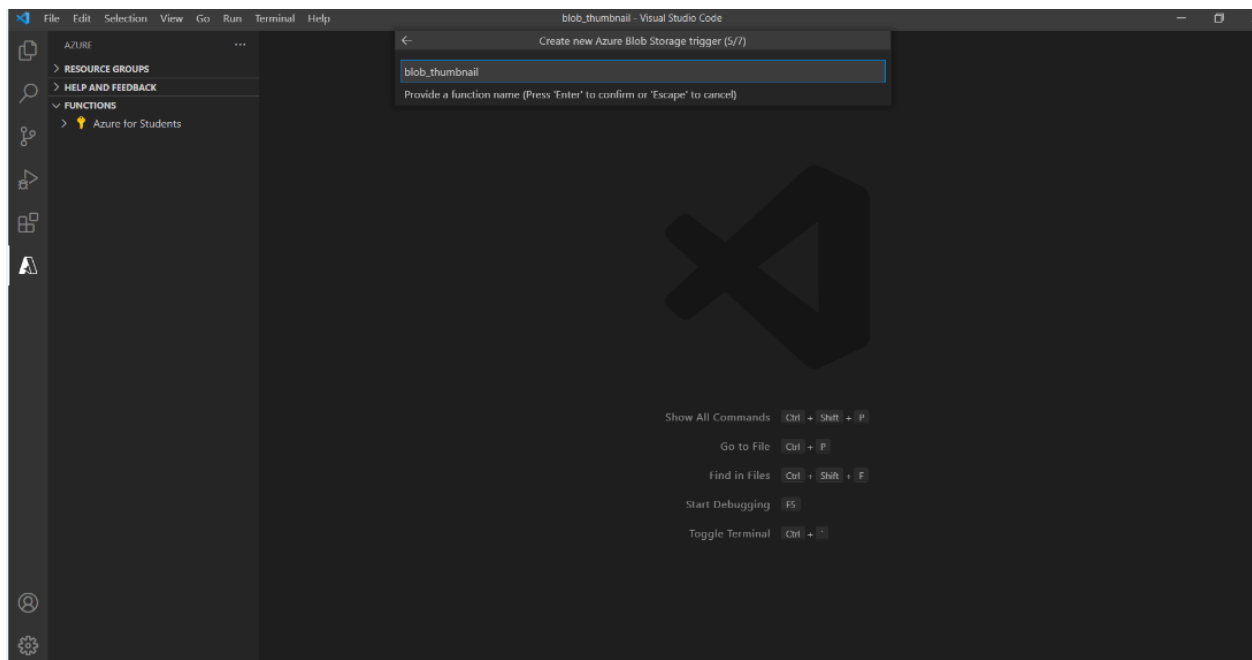 File Edit Selection View Go Run Terminal Help
blob_thumbnail - Visual Studio Code
AZURE
...
RESOURCE GROUPS
HELP AND FEEDBACK
FUNCTIONS
Azure for Students
Create new Azure Blob Storage trigger (5/7)
blob_thumbnail
Provide a function name (Press 'Enter' to confirm or 'Escape' to cancel)
Show All Commands Ctrl + Shift + P
Go to File Ctrl + P
Find in Files Ctrl + Shift + F
Start Debugging F5
Toggle Terminal Ctrl + `